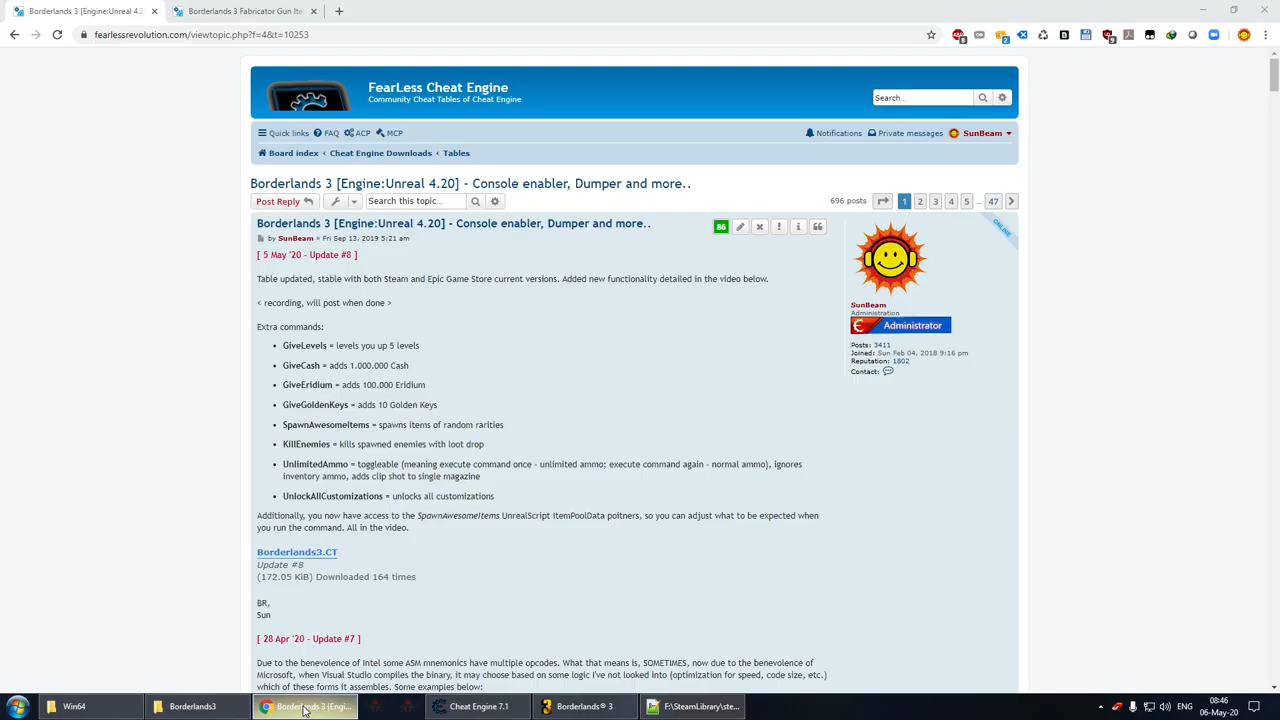 Borderlands 3 [Engine:Unreal 4.2
Borderlands 3 Fabricator Gun Ite
fearlessrevolution.com/viewtopic.php?f=4&t=10253
FearLess Cheat Engine
Community Cheat Tables of Cheat Engine
Search...
Quick links FAQ ACP MCP
Notifications Private messages SunBeam
Board index ‹ Cheat Engine Downloads ‹ Tables
Borderlands 3 [Engine:Unreal 4.20] - Console enabler, Dumper and more..
Post Reply Search this topic... 696 posts 1 2 3 4 5 … 47
Borderlands 3 [Engine:Unreal 4.20] - Console enabler, Dumper and more..
86
ONLINE
by SunBeam » Fri Sep 13, 2019 5:21 am
[ 5 May '20 - Update #8 ]
Table updated, stable with both Steam and Epic Game Store current versions. Added new functionality detailed in the video below.
< recording, will post when done >
Extra commands:
• GiveLevels = levels you up 5 levels
• GiveCash = adds 1.000.000 Cash
• GiveEridium = adds 100.000 Eridium
• GiveGoldenKeys = adds 10 Golden Keys
• SpawnAwesomeItems = spawns items of random rarities
• KillEnemies = kills spawned enemies with loot drop
• UnlimitedAmmo = toggleable (meaning execute command once - unlimited ammo; execute command again - normal ammo), ignores
inventory ammo, adds clip shot to single magazine
• UnlockAllCustomizations = unlocks all customizations
Additionally, you now have access to the SpawnAwesomeItems UnrealScript ItemPoolData poitners, so you can adjust what to be expected when
you run the command. All in the video.
Borderlands3.CT
Update #8
(172.05 KiB) Downloaded 164 times
BR,
Sun
[ 28 Apr '20 - Update #7 ]
Due to the benevolence of Intel some ASM mnemonics have multiple opcodes. What that means is, SOMETIMES, now due to the benevolence of
Microsoft, when Visual Studio compiles the binary, it may choose based on some logic I've not looked into (optimization for speed, code size, etc.)
which of these forms it assembles. Some examples below:
SunBeam
Administration
Administrator
Posts: 3411
Joined: Sun Feb 04, 2018 9:16 pm
Reputation: 1802
Contact:
Win64
Borderlands3
Borderlands 3 [Engi...
Cheat Engine 7.1
Borderlands® 3
F:\SteamLibrary\ste...
ENG
08:46
06-May-20